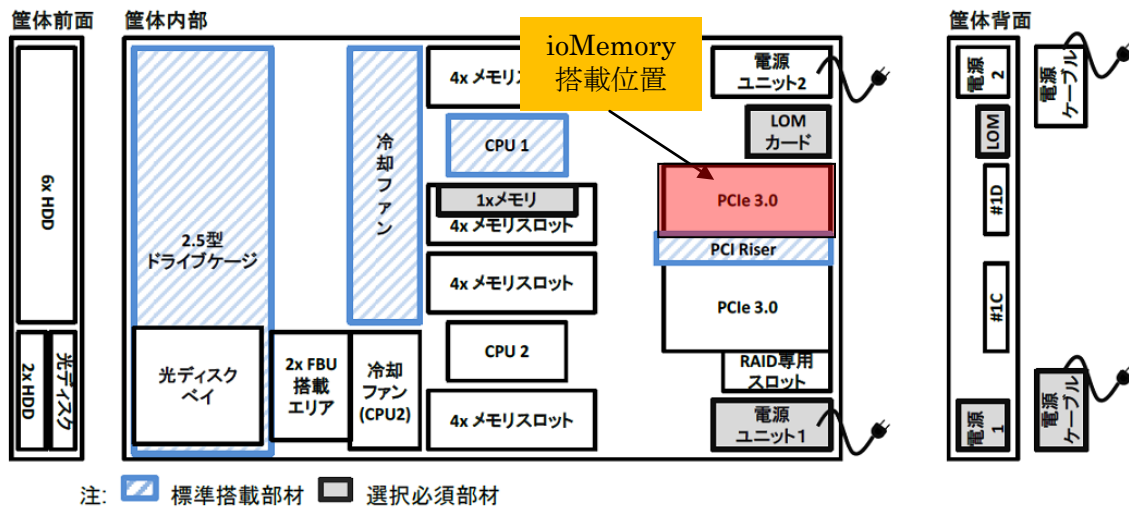 筐体前面
6x HDD
2x HDD
光ディスク
筐体内部
2.5型
ドライブケージ
光ディスク
ベイ
2x FBU
搭載
エリア
冷却ファン
冷却
ファン
(CPU2)
4x メモリス
CPU 1
1xメモリ
4x メモリスロット
4x メモリスロット
CPU 2
4x メモリスロット
ioMemory
搭載位置
電源
ユニット2
LOM
カード
PCIe 3.0
PCI Riser
PCIe 3.0
RAID専用
スロット
電源
ユニット1
筐体背面
電源
2
LOM
#1D
#1C
電源
1
電源
ケーブル
電源
ケーブル
注: 標準搭載部材 選択必須部材